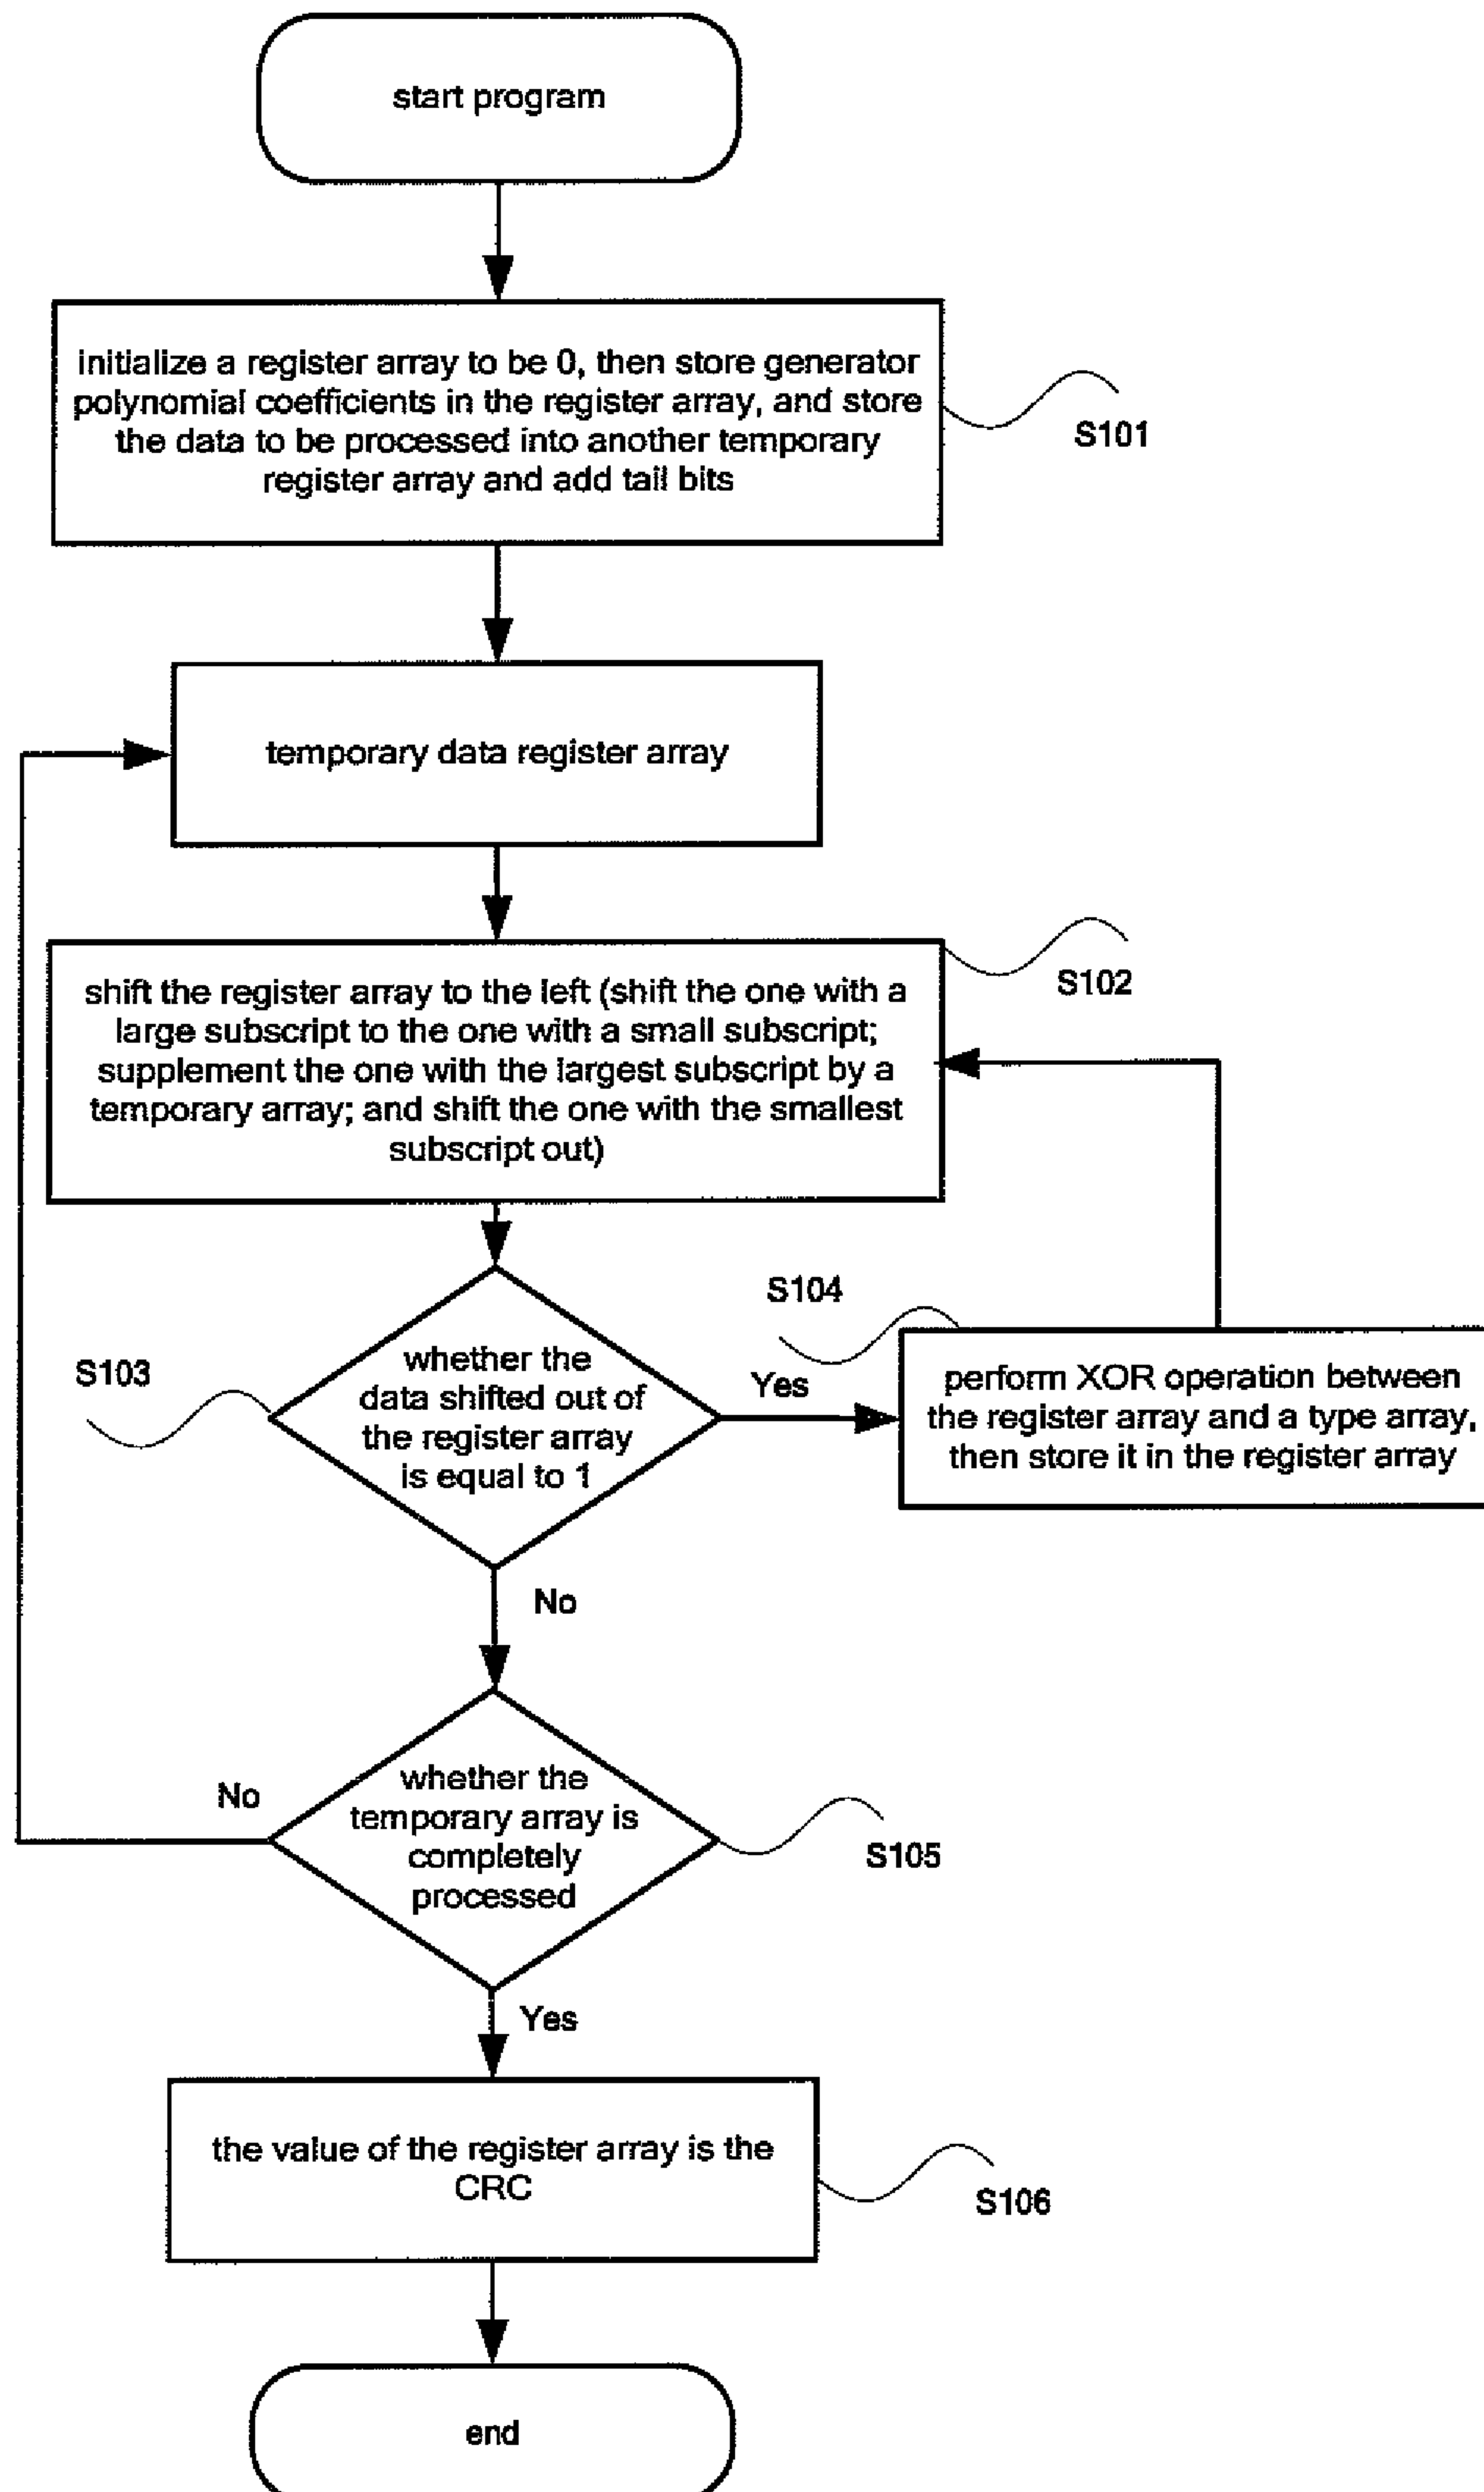 start program
initialize a register array to be 0, then store generator
polynomial coefficients in the register array, and store
the data to be processed into another temporary
register array and add tail bits
S101
temporary data register array
S102
shift the register array to the left (shift the one with a
large subscript to the one with a small subscript;
supplement the one with the largest subscript by a
temporary array; and shift the one with the smallest
subscript out)
S103
whether the
data shifted out of
the register array
is equal to 1
Yes
S104
perform XOR operation between
the register array and a type array,
then store it in the register array
No
whether the
temporary array is
completely
processed
No
S105
Yes
the value of the register array is the
CRC
S106
end